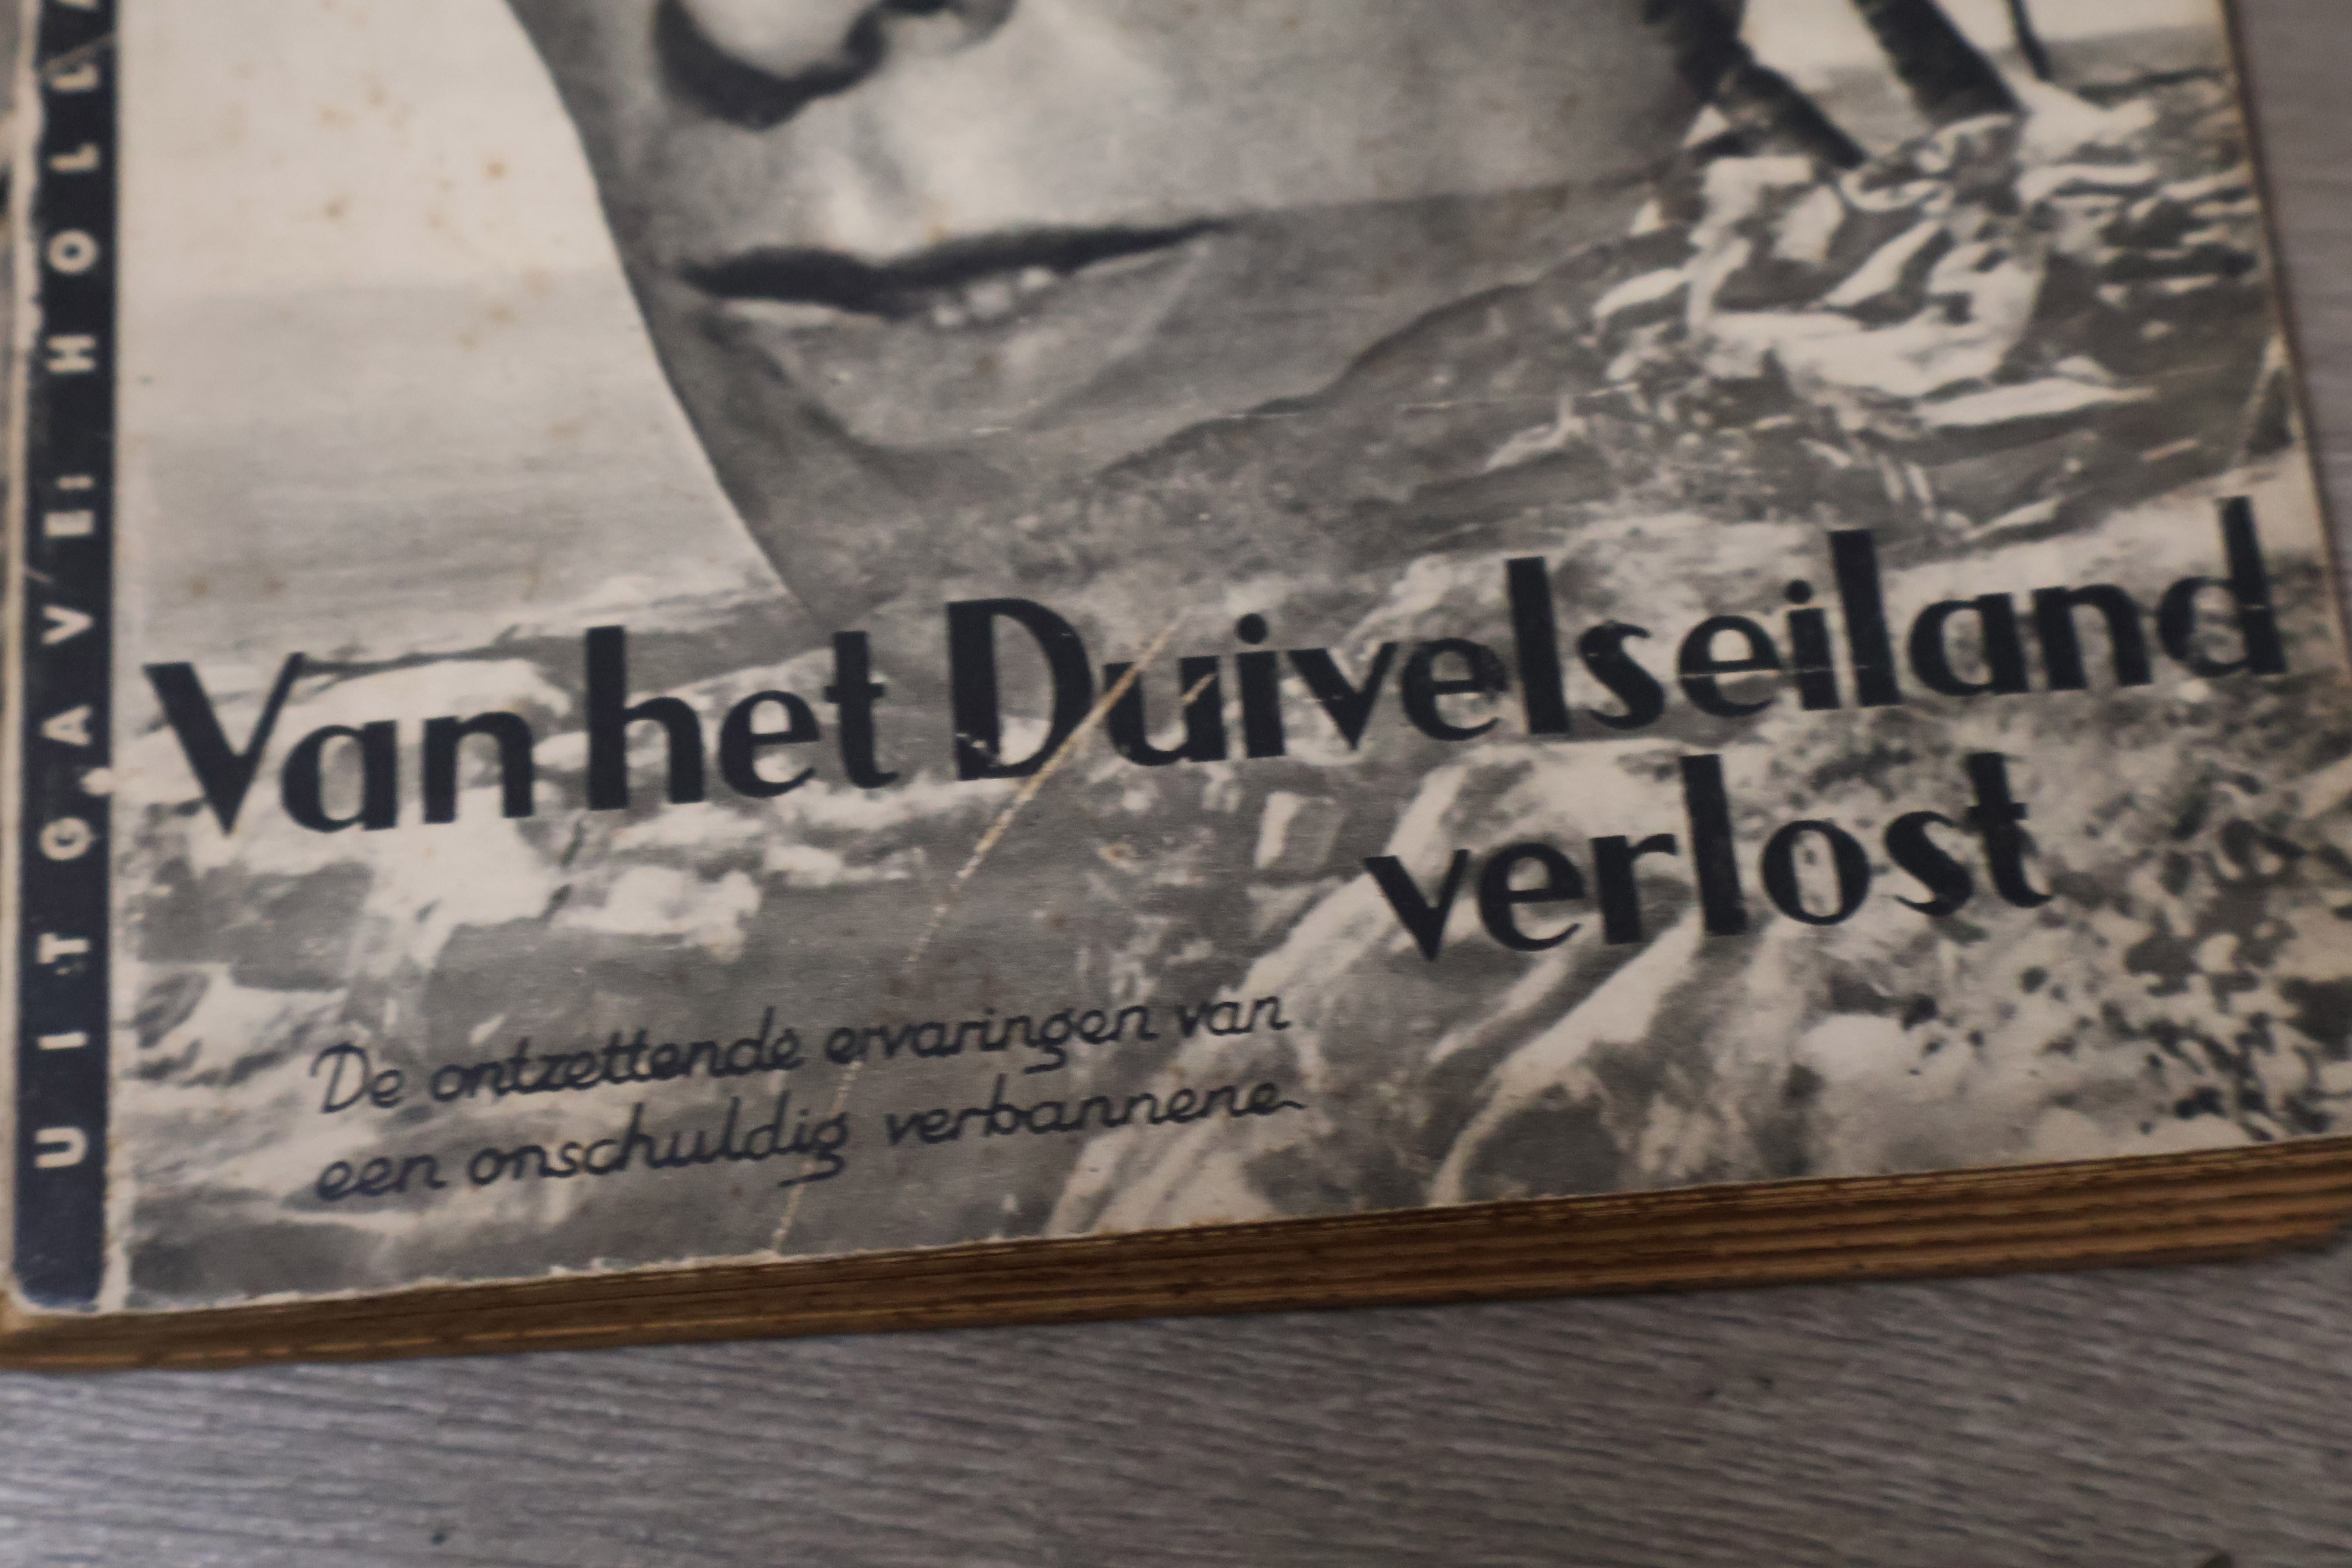 UITGAVE: HOLL
Van het Duivelseiland
verlost
De ontzettende ervaringen van
een onschuldig verbannene